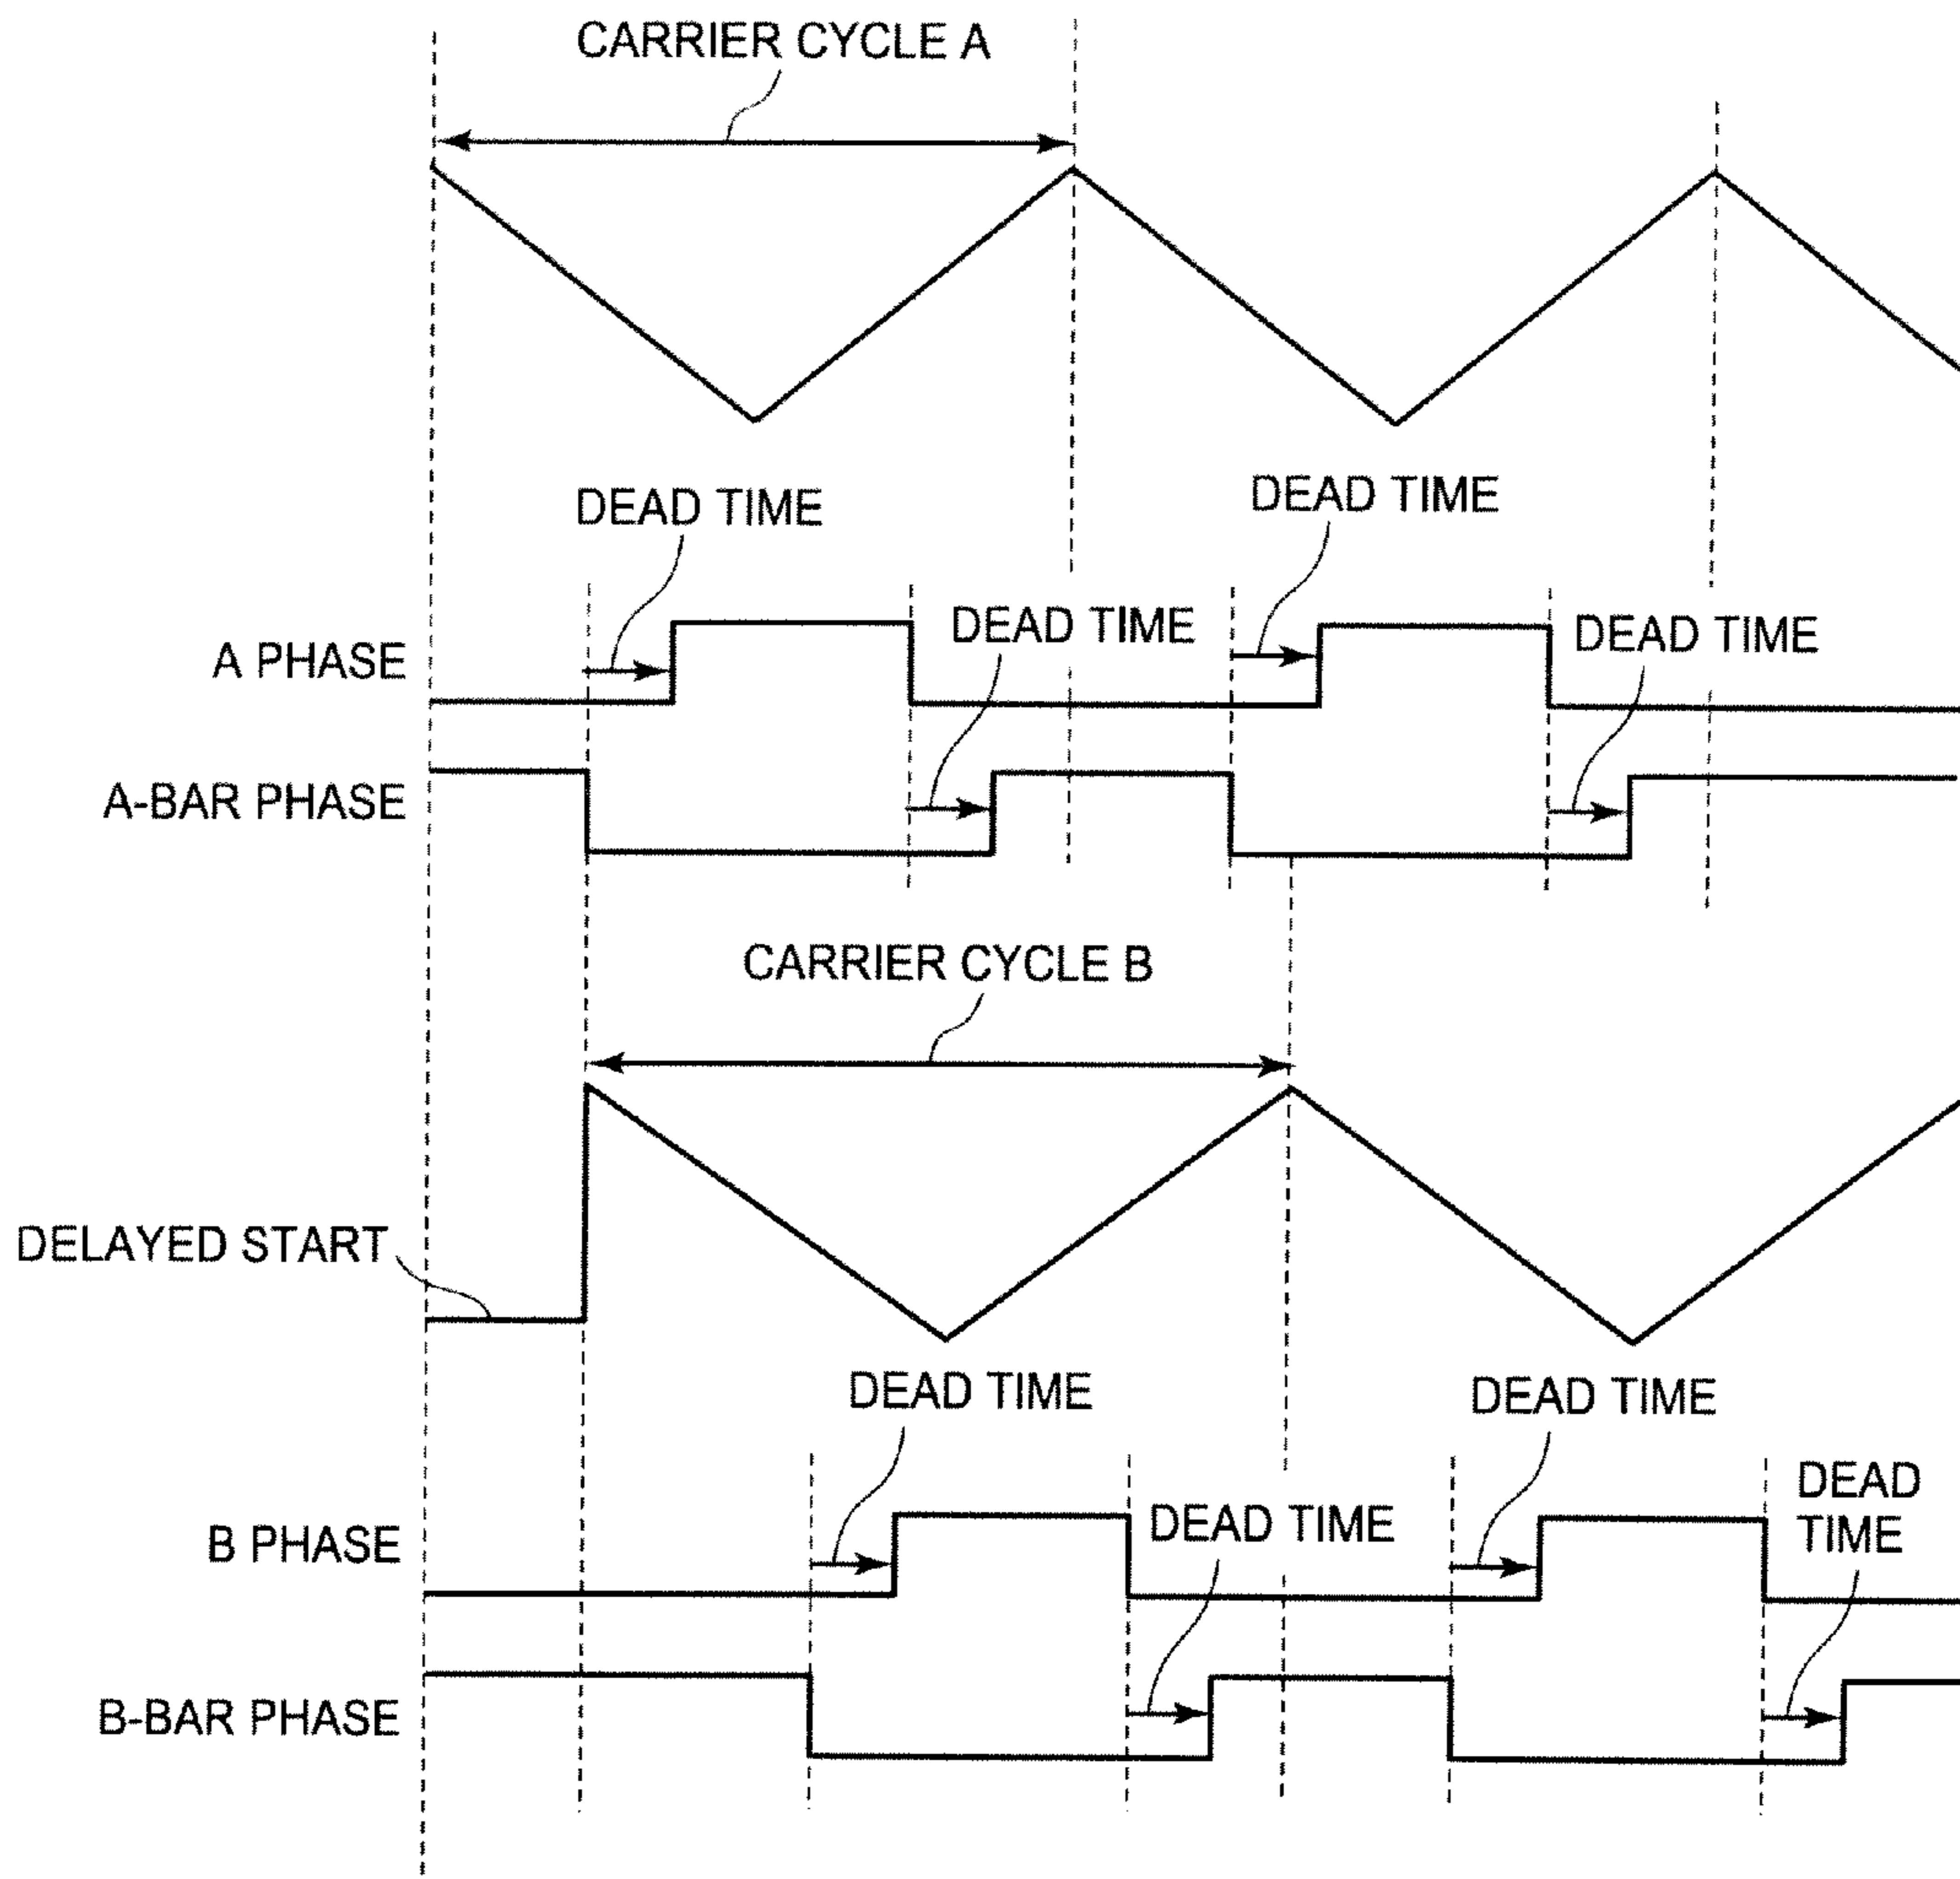 CARRIER CYCLE A
DEAD TIME
DEAD TIME
DEAD TIME
DEAD TIME
A PHASE
A-BAR PHASE
CARRIER CYCLE B
DELAYED START
DEAD TIME
DEAD TIME
DEAD
TIME
DEAD TIME
B PHASE
B-BAR PHASE